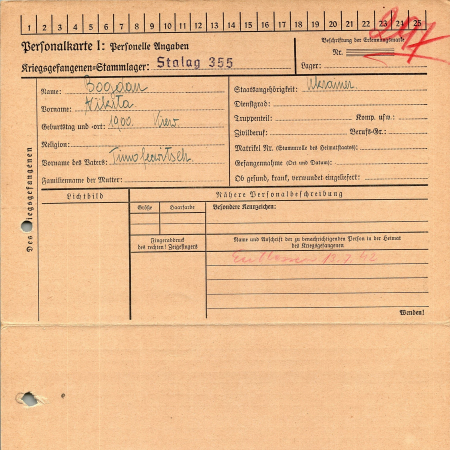 1 2 3 4 5 6 7 8 9 10 11 12 13 14 15 16 17 18 19 20 21 22 23 24 25
Personalkarte I: Personelle Angaben
Kriegsgefangenen=Stammlager: Stalag 355
Beschriftung der Erkennungsmarke
Nr.
Lager:
Des Kriegsgefangenen
Name: Bogdan
Vorname: Nikita
Geburtstag und -ort: 1900. Kiew
Religion:
Vorname des Vaters: Timofeewitsch
Familienname der Mutter:
Staatsangehörigkeit: Ukrainer
Dienstgrad:
Truppenteil: Komp. usw.:
Zivilberuf: Berufs-Gr.:
Matrikel Nr. (Stammrolle des Heimatstaates):
Gefangennahme (Ort und Datum):
Ob gesund, krank, verwundet eingeliefert:
Lichtbild
Nähere Personalbeschreibung
Größe
Haarfarbe
Besondere Kennzeichen:
Fingerabdruck
des rechten! Zeigefingers
Name und Anschrift der zu benachrichtigenden Person in der Heimat
des Kriegsgefangenen
Entlassen 19.7.42
Wenden!